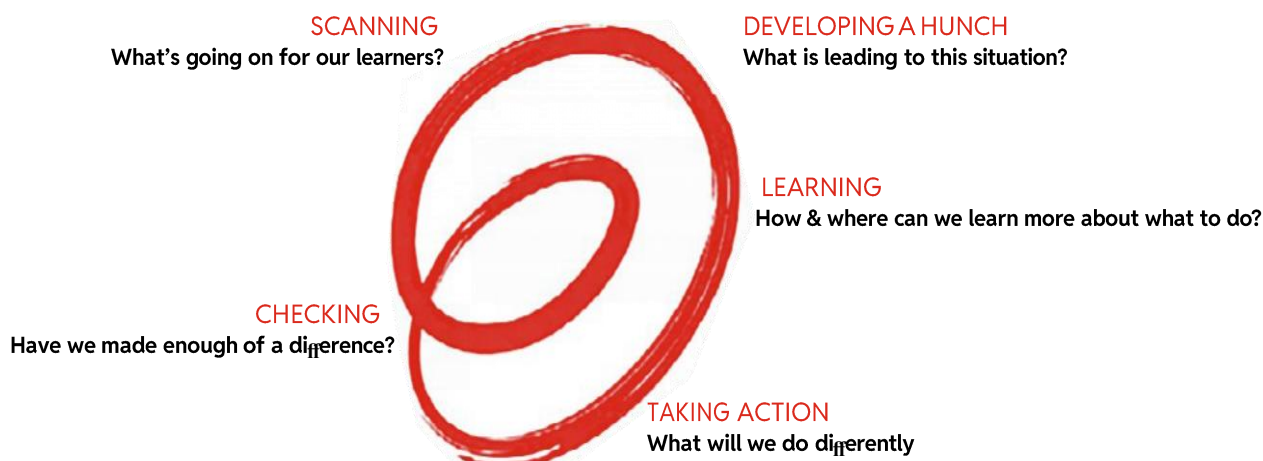 SCANNING
What's going on for our learners?
DEVELOPING A HUNCH
What is leading to this situation?
LEARNING
How & where can we learn more about what to do?
CHECKING
Have we made enough of a difference?
TAKING ACTION
What will we do differently